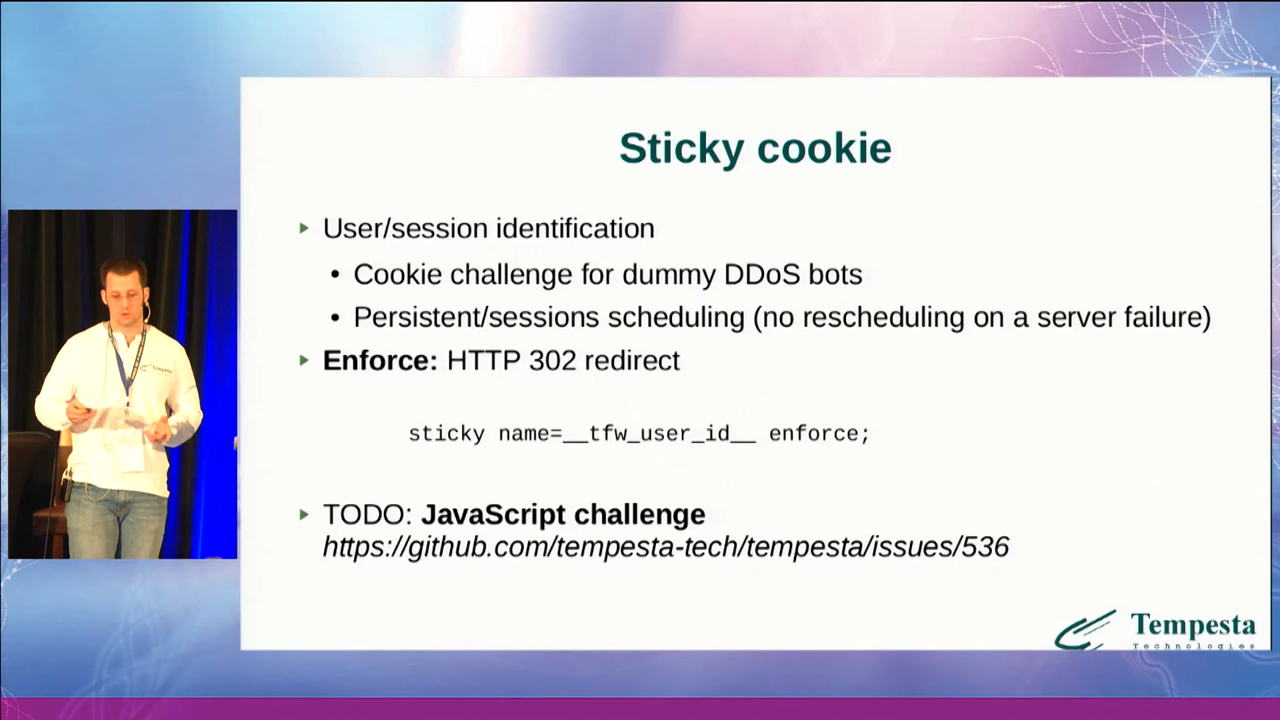 Sticky cookie
User/session identification
Cookie challenge for dummy DDoS bots
Persistent/sessions scheduling (no rescheduling on a server failure)
Enforce: HTTP 302 redirect
sticky name=__tfw_user_id__ enforce;
TODO: JavaScript challenge
https://github.com/tempesta-tech/tempesta/issues/536
Tempesta
Technologies
Tempesta